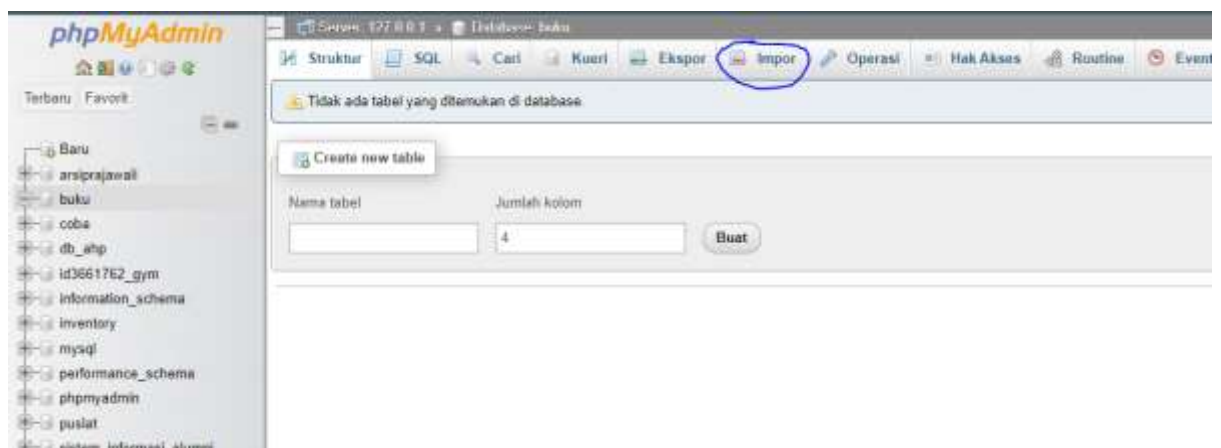 phpMyAdmin
Terbaru Favorit
Baru
arsiprajawali
buku
coba
db_ahp
id3661762_gym
information_schema
inventory
mysql
performance_schema
phpmyadmin
puslat
sistem_informasi_alumni
Server: 127.0.0.1 » Database: buku
Struktur SQL Cari Kueri Ekspor Impor Operasi Hak Akses Routine Event
Tidak ada tabel yang ditemukan di database.
Create new table
Nama tabel Jumlah kolom
4 Buat